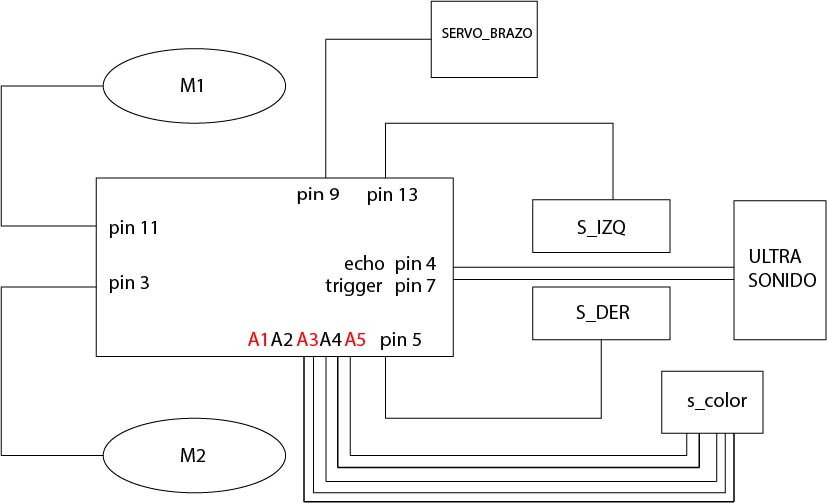 SERVO_BRAZO
M1
pin 9 pin 13
pin 11
S_IZQ
echo pin 4
trigger pin 7
ULTRA
SONIDO
pin 3
S_DER
A1 A2 A3 A4 A5 pin 5
s_color
M2